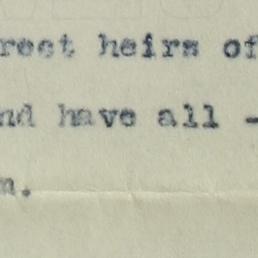 rect heirs of
nd have all -
m.